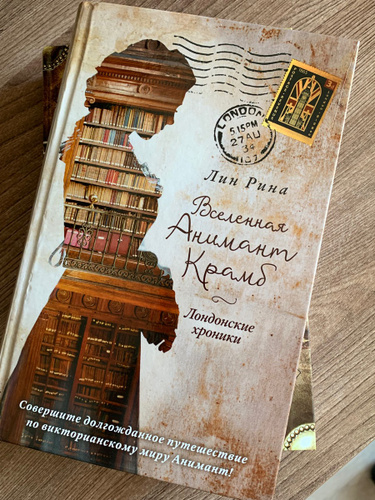 LONDON
5 15 PM
27 AU
34
Лин Рина
Вселенная
Анимант
Крамб
Лондонские
хроники
Совершите долгожданное путешествие
по викторианскому миру Анимант!